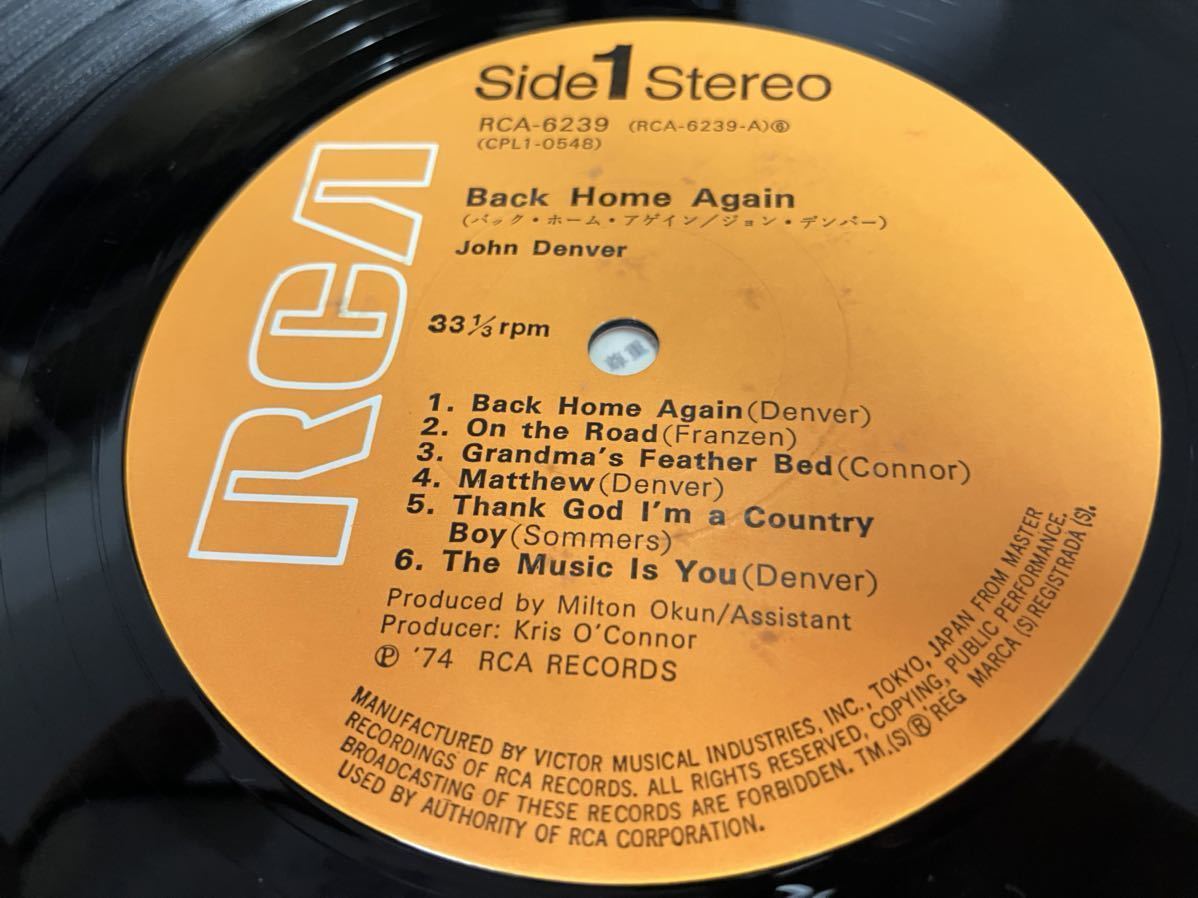 Side 1 Stereo
RCA-6239 (RCA-6239-A)⑥
(CPL1-0548)
Back Home Again
(バック・ホーム・アゲイン/ジョン・デンバー)
John Denver
RCA
33 1/3 rpm
1. Back Home Again (Denver)
2. On the Road (Franzen)
3. Grandma's Feather Bed (Connor)
4. Matthew (Denver)
5. Thank God I'm a Country
Boy (Sommers)
6. The Music Is You (Denver)
Produced by Milton Okun/Assistant
Producer: Kris O'Connor
Ⓟ '74 RCA RECORDS
MANUFACTURED BY VICTOR MUSICAL INDUSTRIES, INC., TOKYO, JAPAN FROM MASTER
RECORDINGS OF RCA RECORDS. ALL RIGHTS RESERVED, COPYING, PUBLIC PERFORMANCE,
BROADCASTING OF THESE RECORDS ARE FORBIDDEN. TM.(S)® REG MARCA (S) REGISTRADA (S).
USED BY AUTHORITY OF RCA CORPORATION.